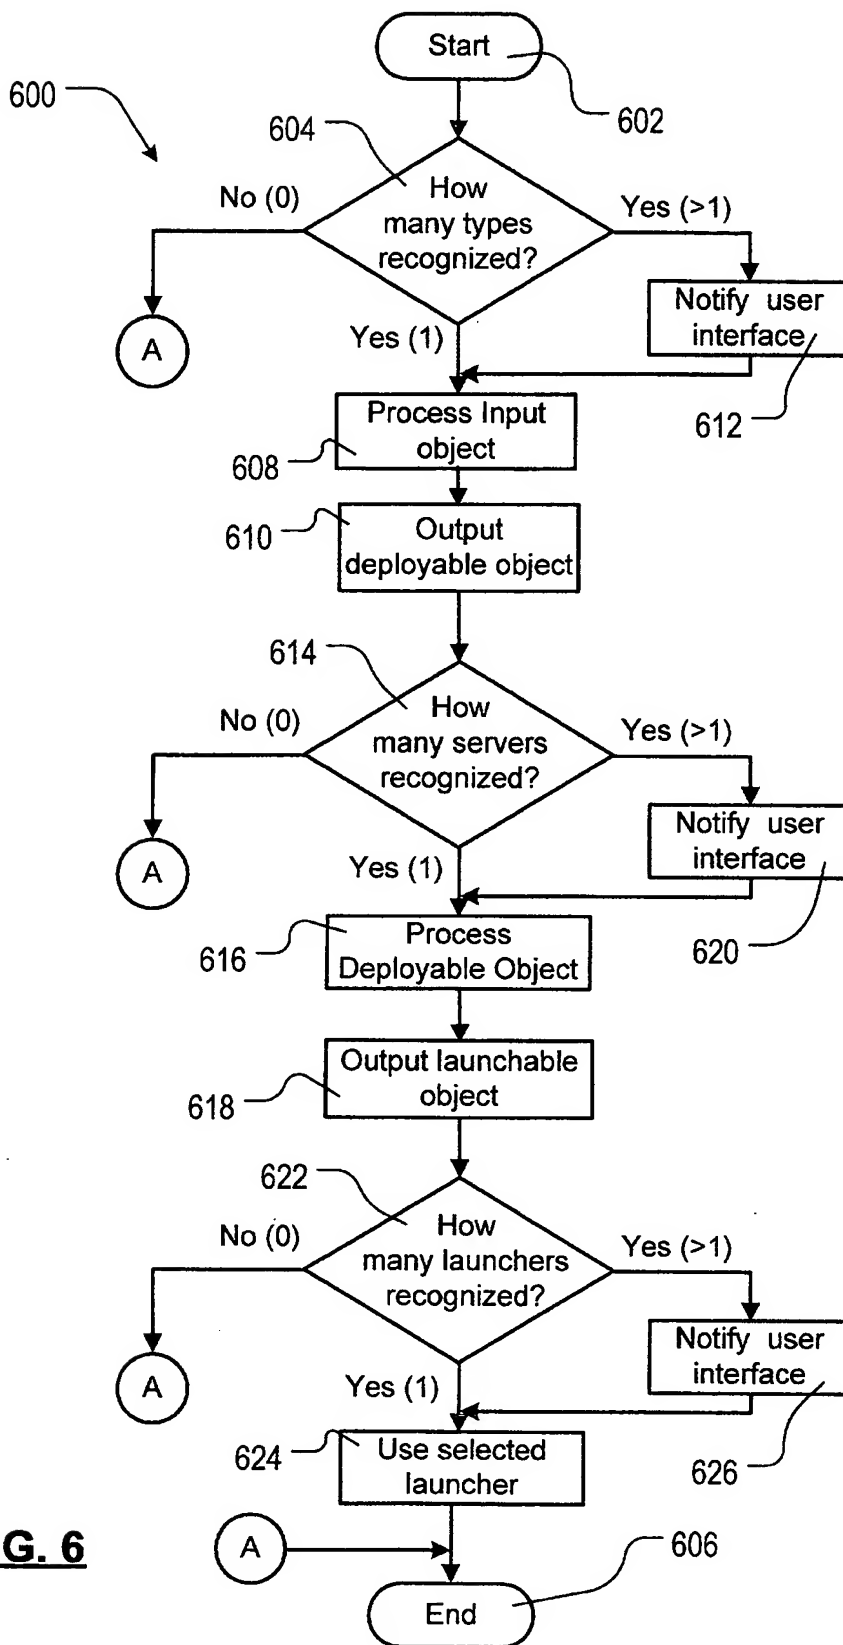 Start
600
602
604
How
many types
recognized?
No (0)
Yes (>1)
Notify user
interface
A
Yes (1)
612
Process Input
object
608
610
Output
deployable object
614
How
many servers
recognized?
No (0)
Yes (>1)
Notify user
interface
A
Yes (1)
620
616
Process
Deployable Object
Output launchable
object
618
622
How
many launchers
recognized?
No (0)
Yes (>1)
Notify user
interface
A
Yes (1)
626
624
Use selected
launcher
G. 6
A
606
End